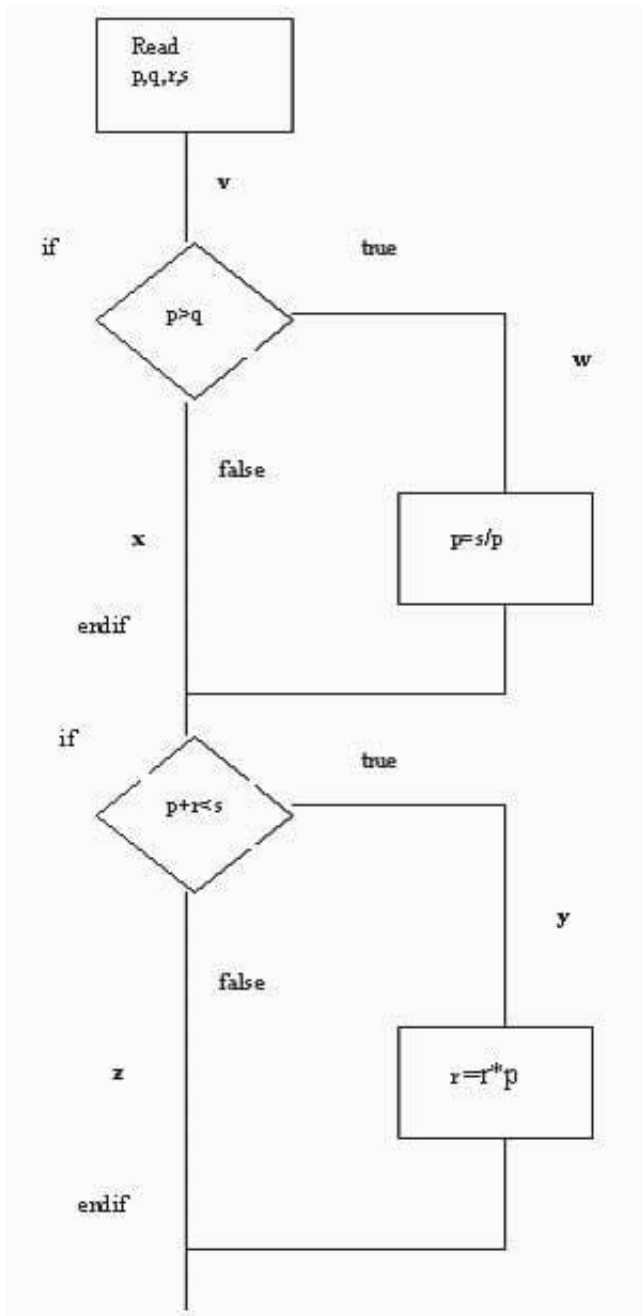 Read
p,q,r,s
v
if
true
p>q
w
false
x
p=s/p
endif
if
true
p+r<s
y
false
z
r=r*p
endif